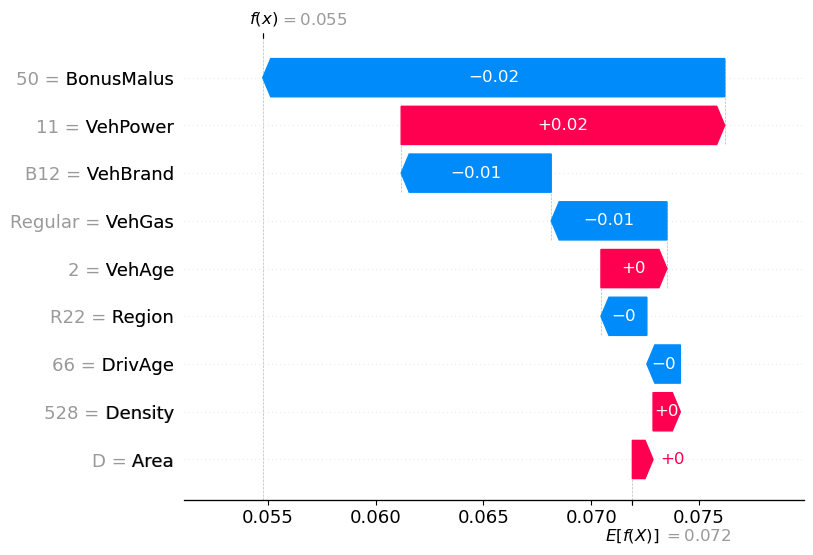 f(x) = 0.055
50 = BonusMalus −0.02
11 = VehPower +0.02
B12 = VehBrand −0.01
Regular = VehGas −0.01
2 = VehAge +0
R22 = Region −0
66 = DrivAge −0
528 = Density +0
D = Area +0
0.055 0.060 0.065 0.070 0.075
E[f(X)] = 0.072